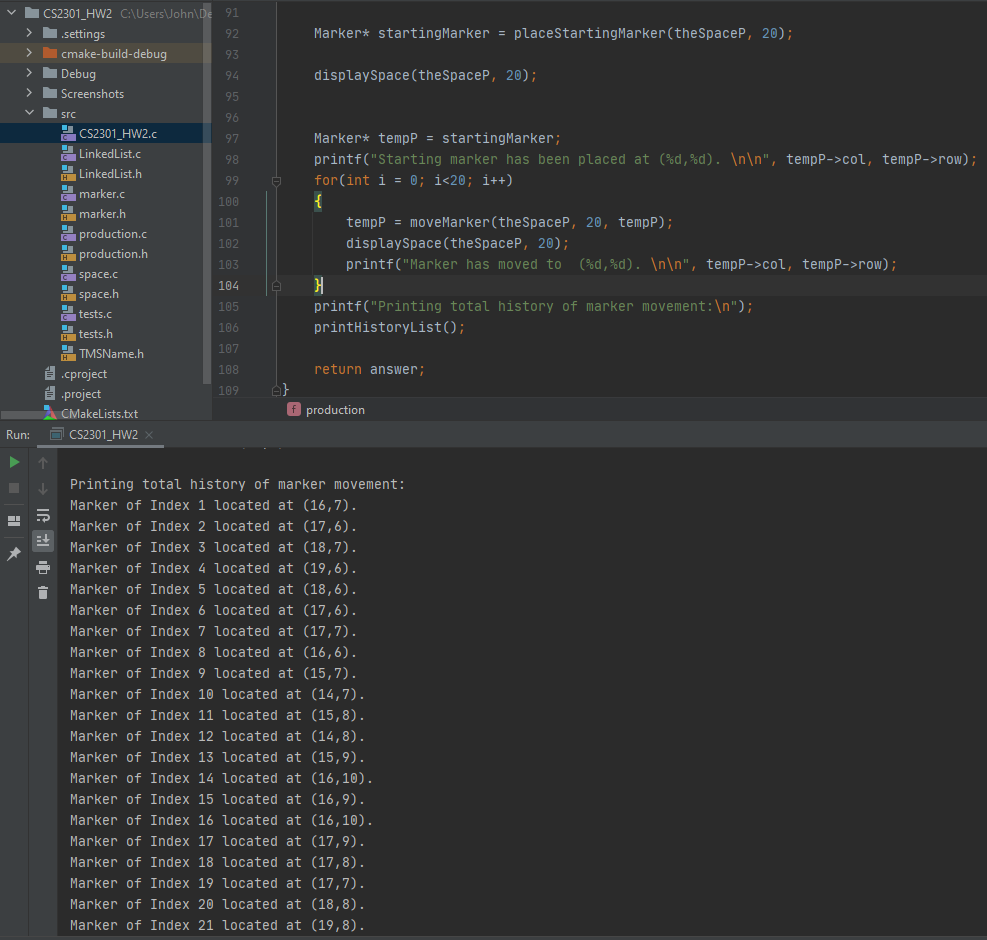 CS2301_HW2 C:\Users\John\De
.settings
cmake-build-debug
Debug
Screenshots
src
CS2301_HW2.c
LinkedList.c
LinkedList.h
marker.c
marker.h
production.c
production.h
space.c
space.h
tests.c
tests.h
TMSName.h
.cproject
.project
CMakeLists.txt
91
92 Marker* startingMarker = placeStartingMarker(theSpaceP, 20);
93
94 displaySpace(theSpaceP, 20);
95
96
97 Marker* tempP = startingMarker;
98 printf("Starting marker has been placed at (%d,%d). \n\n", tempP->col, tempP->row);
99 for(int i = 0; i<20; i++)
100 {
101 tempP = moveMarker(theSpaceP, 20, tempP);
102 displaySpace(theSpaceP, 20);
103 printf("Marker has moved to  (%d,%d). \n\n", tempP->col, tempP->row);
104 }
105 printf("Printing total history of marker movement:\n");
106 printHistoryList();
107
108 return answer;
109 }
f production
Run: CS2301_HW2
Printing total history of marker movement:
Marker of Index 1 located at (16,7).
Marker of Index 2 located at (17,6).
Marker of Index 3 located at (18,7).
Marker of Index 4 located at (19,6).
Marker of Index 5 located at (18,6).
Marker of Index 6 located at (17,6).
Marker of Index 7 located at (17,7).
Marker of Index 8 located at (16,6).
Marker of Index 9 located at (15,7).
Marker of Index 10 located at (14,7).
Marker of Index 11 located at (15,8).
Marker of Index 12 located at (14,8).
Marker of Index 13 located at (15,9).
Marker of Index 14 located at (16,10).
Marker of Index 15 located at (16,9).
Marker of Index 16 located at (16,10).
Marker of Index 17 located at (17,9).
Marker of Index 18 located at (17,8).
Marker of Index 19 located at (17,7).
Marker of Index 20 located at (18,8).
Marker of Index 21 located at (19,8).